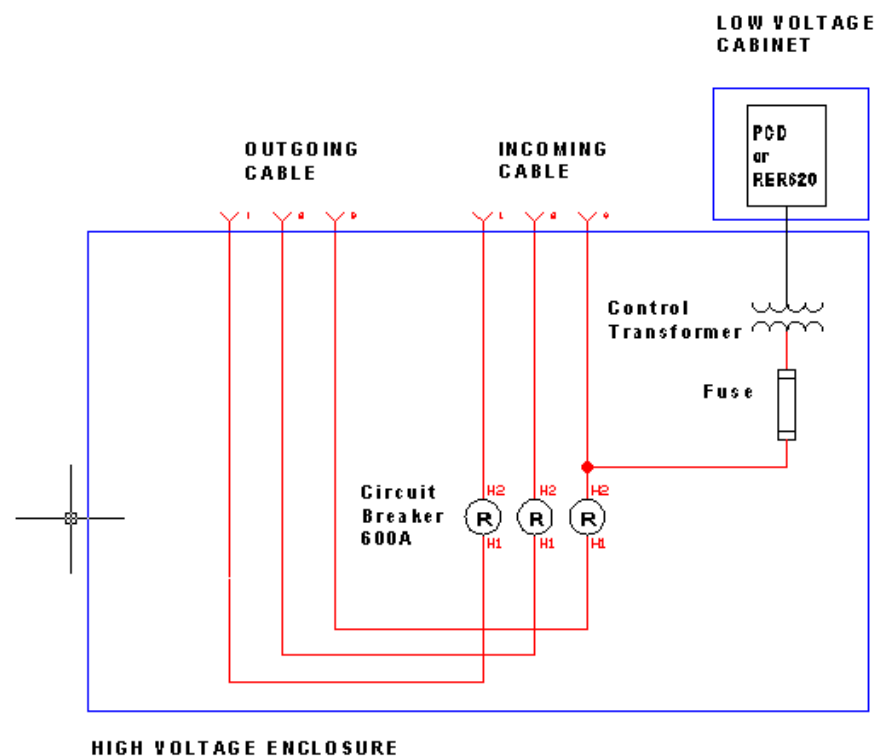 LOW VOLTAGE
CABINET
PCD
or
RER620
OUTGOING
CABLE
INCOMING
CABLE
Control
Transformer
Fuse
H2
H2
H2
Circuit
Breaker
600A
R
R
R
H1
H1
H1
HIGH VOLTAGE ENCLOSURE